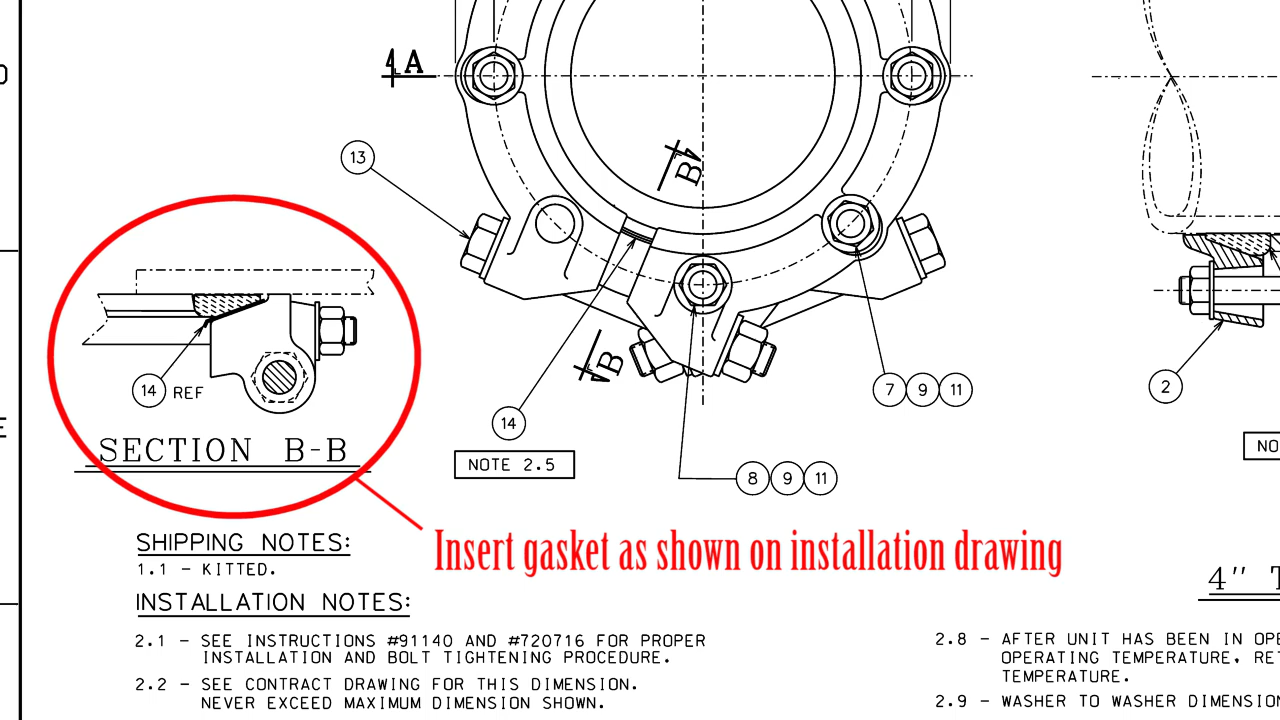 A
13
B
14 REF
SECTION B-B
B
14
NOTE 2.5
7 9 11
8 9 11
2
NO
Insert gasket as shown on installation drawing
SHIPPING NOTES:
1.1 - KITTED.
INSTALLATION NOTES:
2.1 - SEE INSTRUCTIONS #91140 AND #720716 FOR PROPER
INSTALLATION AND BOLT TIGHTENING PROCEDURE.
2.2 - SEE CONTRACT DRAWING FOR THIS DIMENSION.
NEVER EXCEED MAXIMUM DIMENSION SHOWN.
4" T
2.8 - AFTER UNIT HAS BEEN IN OPE
OPERATING TEMPERATURE, RET
TEMPERATURE.
2.9 - WASHER TO WASHER DIMENSION